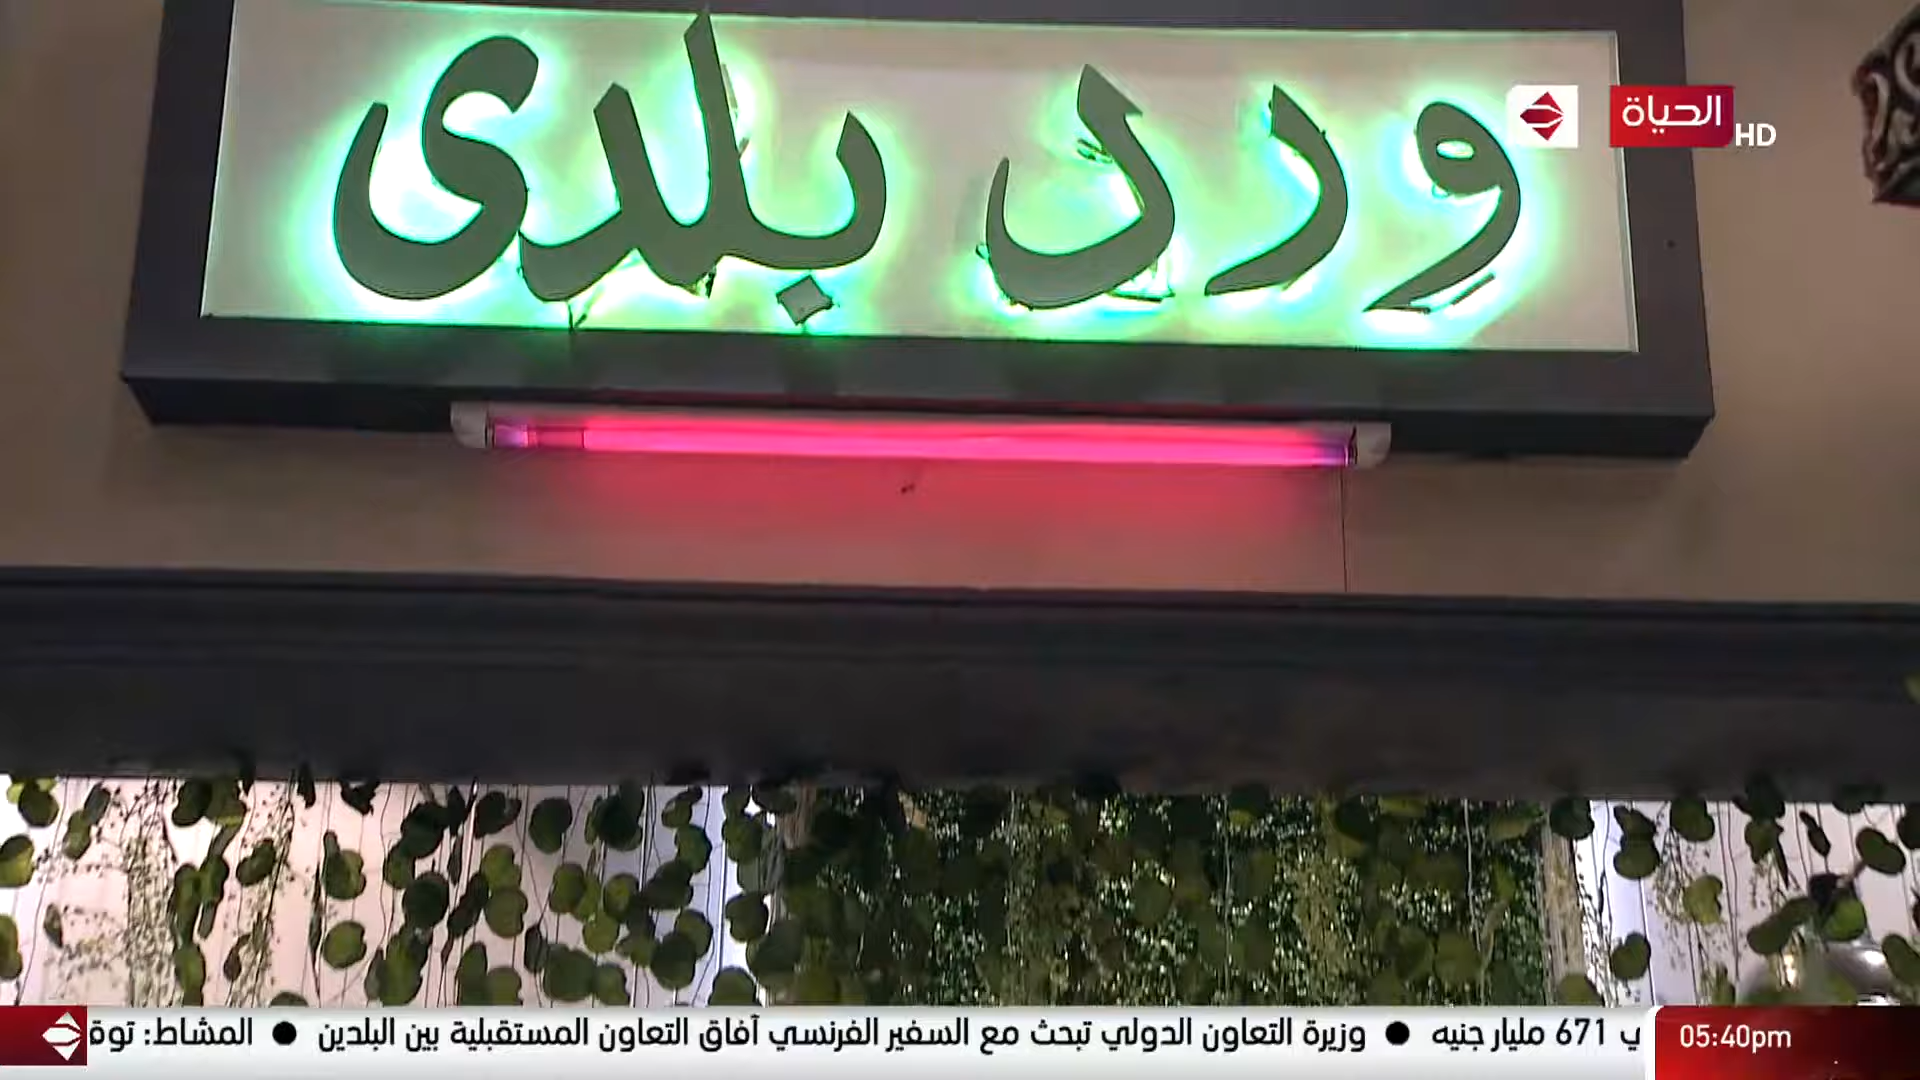 ورد بلدى
الحياة
HD
ي 671 مليار جنيه ● وزيرة التعاون الدولي تبحث مع السفير الفرنسي آفاق التعاون المستقبلية بين البلدين ● المشاط: توق
05:40pm